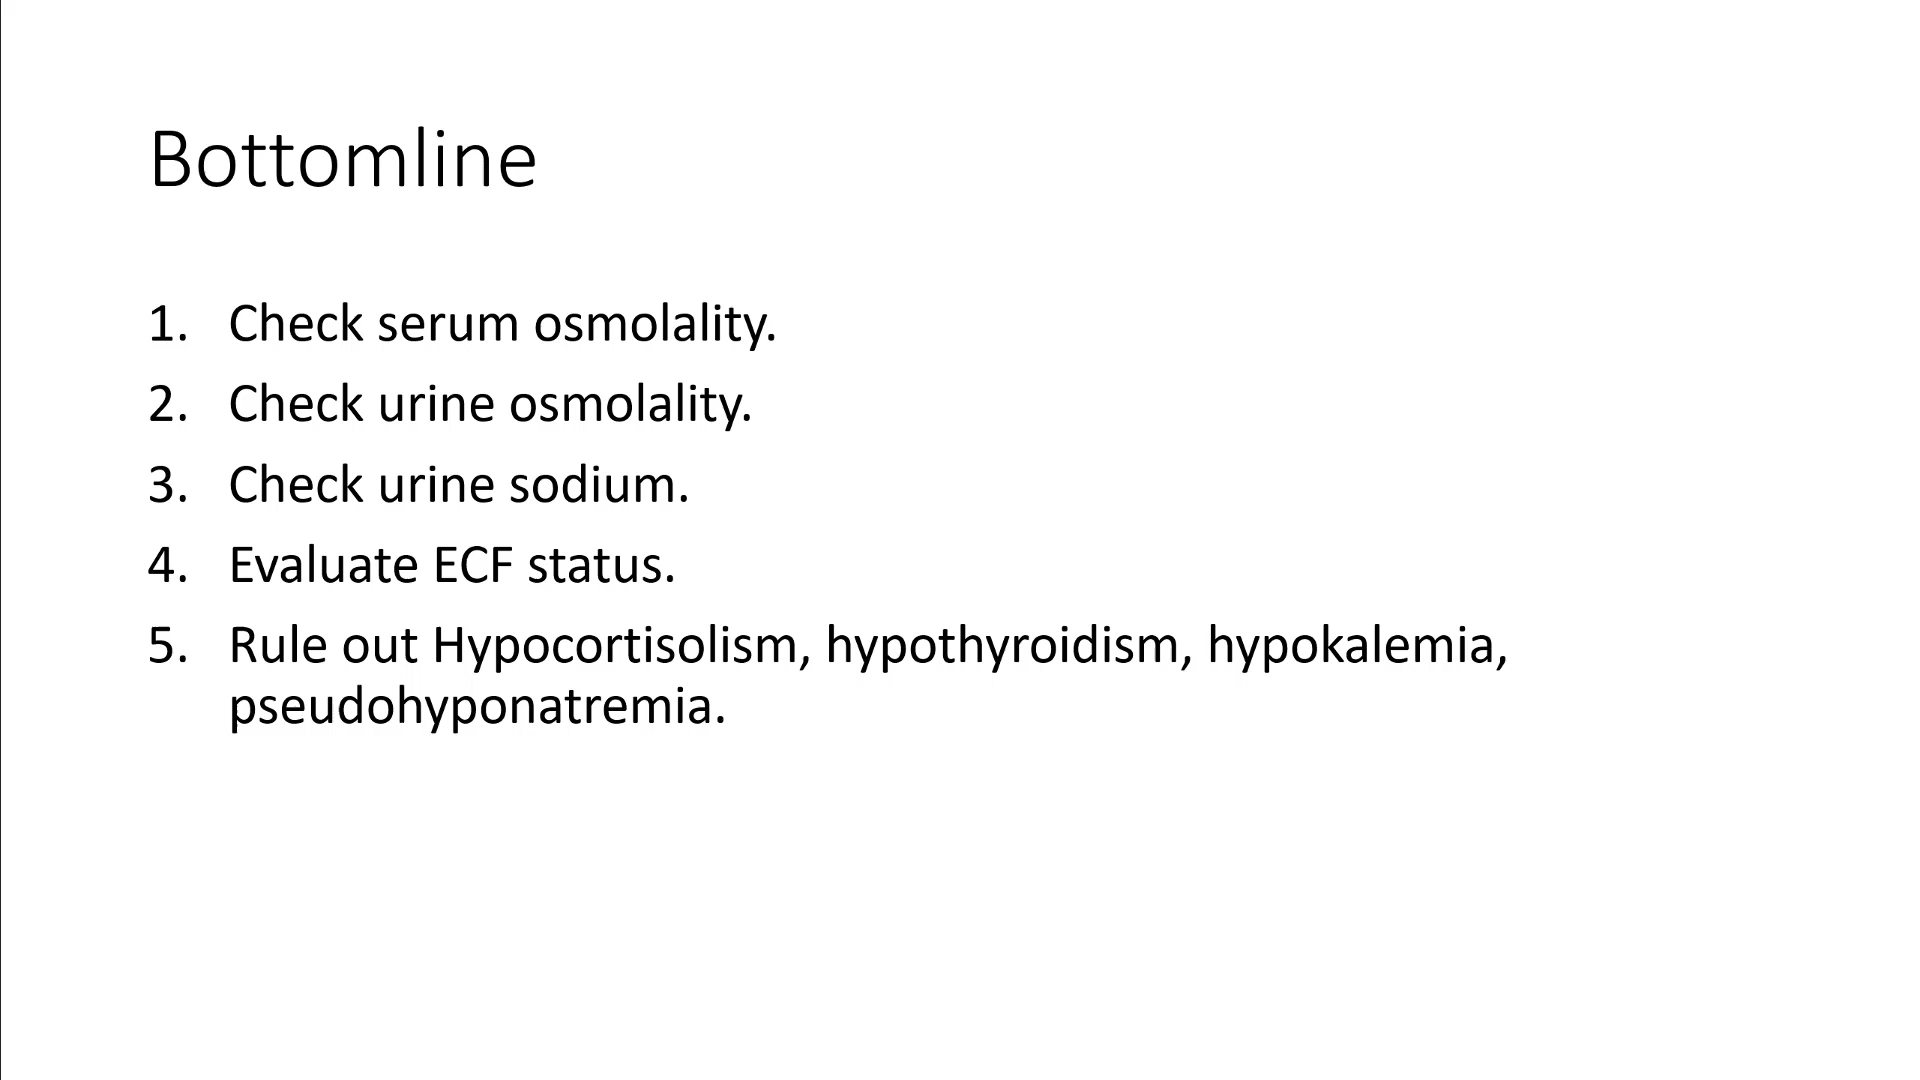 Bottomline
1. Check serum osmolality.
2. Check urine osmolality.
3. Check urine sodium.
4. Evaluate ECF status.
5. Rule out Hypocortisolism, hypothyroidism, hypokalemia,
pseudohyponatremia.